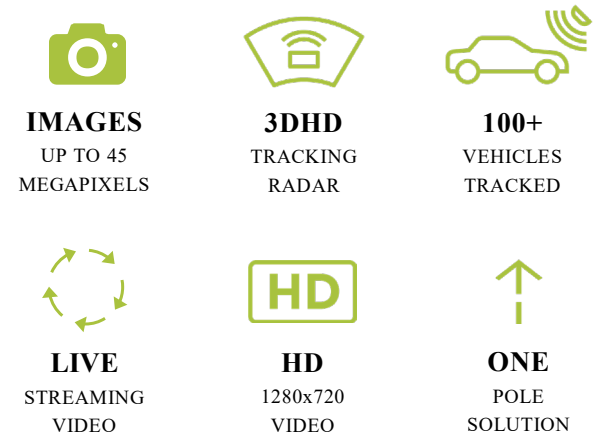 IMAGES
UP TO 45
MEGAPIXELS
3DHD
TRACKING
RADAR
100+
VEHICLES
TRACKED
LIVE
STREAMING
VIDEO
HD
HD
1280x720
VIDEO
ONE
POLE
SOLUTION